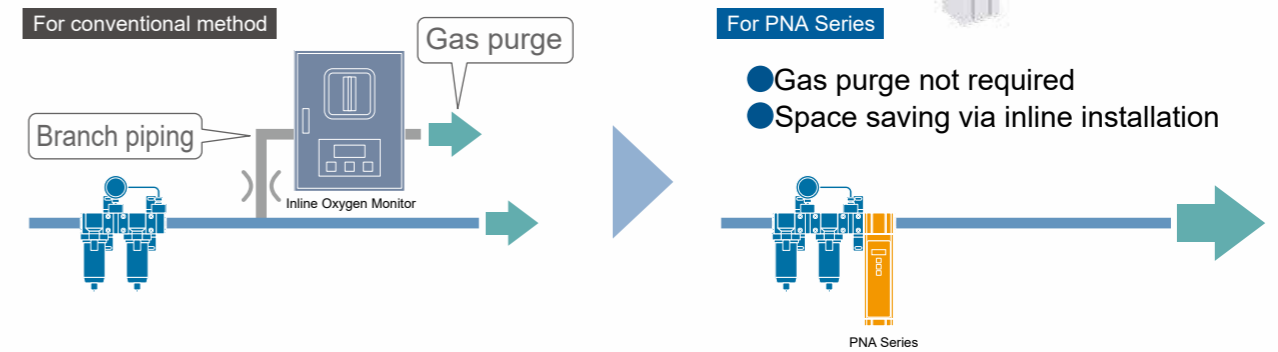 For conventional method
Gas purge
Branch piping
Inline Oxygen Monitor
For PNA Series
●Gas purge not required
●Space saving via inline installation
PNA Series